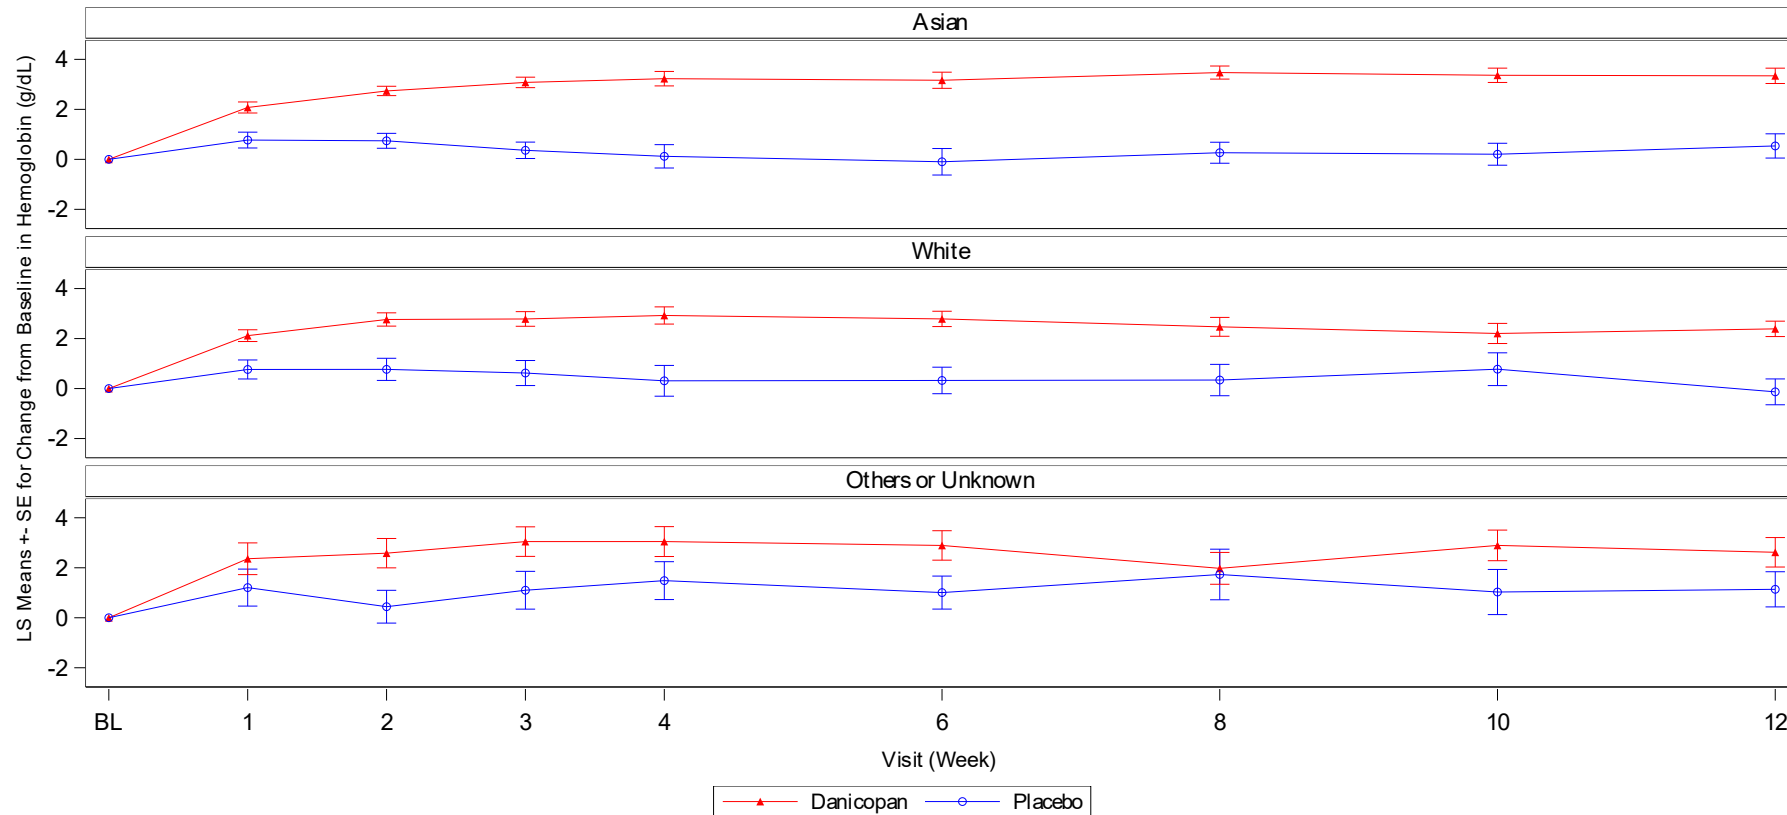 Asian
4
2
0
-2
White
4
2
0
-2
Others or Unknown
4
2
0
-2
LS Means +- SE for Change from Baseline in Hemoglobin (g/dL)
BL 1 2 3 4 6 8 10 12
Visit (Week)
Danicopan Placebo